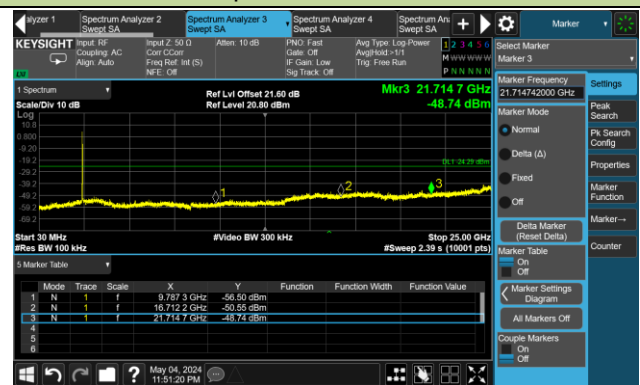 alyzer 1
Spectrum Analyzer 2
Swept SA
Spectrum Analyzer 3
Swept SA
Spectrum Analyzer 4
Swept SA
Spectrum An
Swept SA
Marker
KEYSIGHT
Input: RF
Coupling: AC
Align: Auto
Input Z: 50 Ω
Corr CCorr
Freq Ref: Int (S)
NFE: Off
Atten: 10 dB
PNO: Fast
Gate: Off
IF Gain: Low
Sig Track: Off
Avg Type: Log-Power
Avg|Hold:>1/1
Trig: Free Run
1 2 3 4 5 6
M W W W W W
P N N N N N
LXI
Select Marker
Marker 3
1 Spectrum
Scale/Div 10 dB
Ref Lvl Offset 21.60 dB
Ref Level 20.80 dBm
Mkr3 21.714 7 GHz
-48.74 dBm
Log
10.8
0.800
-9.20
-19.2
-29.2
-39.2
-49.2
-59.2
-69.2
DL1 -24.29 dBm
1
2
3
Start 30 MHz
#Res BW 100 kHz
#Video BW 300 kHz
Stop 25.00 GHz
#Sweep 2.39 s (10001 pts)
5 Marker Table
Mode Trace Scale X Y Function Function Width Function Value
1 N 1 f 9.787 3 GHz -56.50 dBm
2 N 1 f 16.712 2 GHz -50.55 dBm
3 N 1 f 21.714 7 GHz -48.74 dBm
4
5
6
Marker Frequency
21.714742000 GHz
Marker Mode
Normal
Delta (Δ)
Fixed
Off
Delta Marker
(Reset Delta)
Marker Table
On
Off
Marker Settings
Diagram
All Markers Off
Couple Markers
On
Off
Settings
Peak
Search
Pk Search
Config
Properties
Marker
Function
Marker→
Counter
?
May 04, 2024
11:51:20 PM